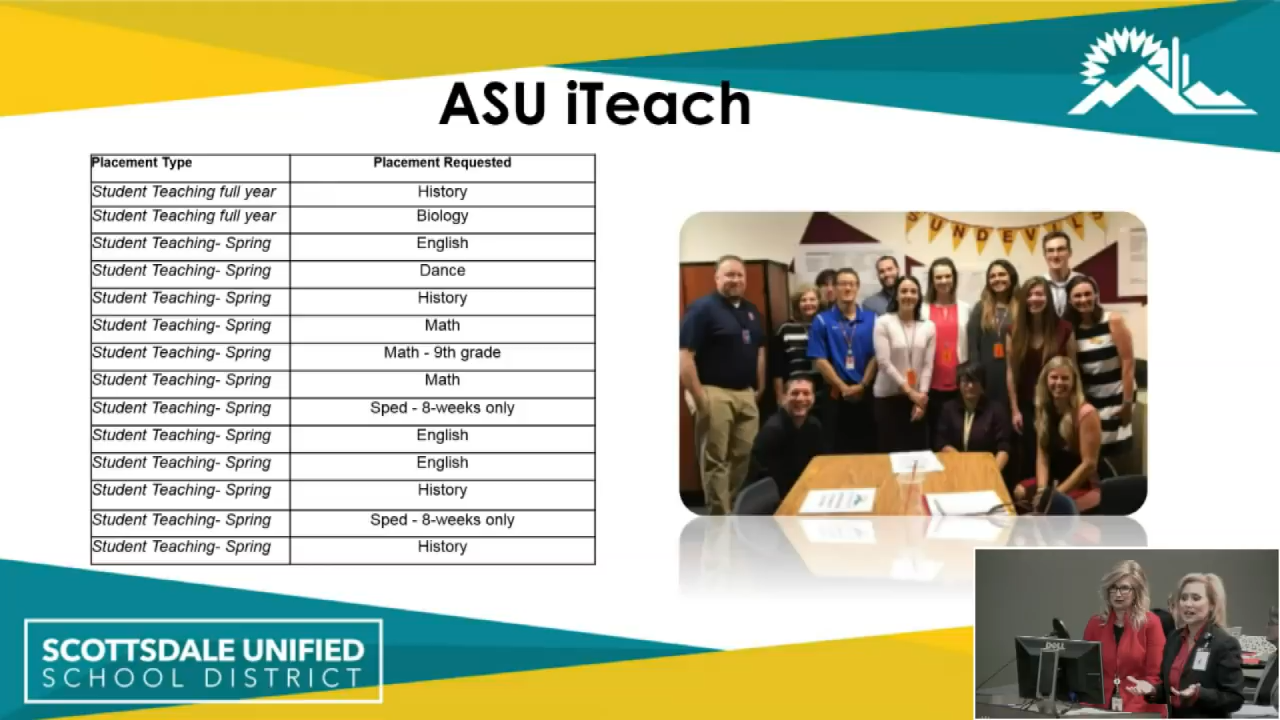 ASU iTeach
Placement Type Placement Requested
Student Teaching full year History
Student Teaching full year Biology
Student Teaching- Spring English
Student Teaching- Spring Dance
Student Teaching- Spring History
Student Teaching- Spring Math
Student Teaching- Spring Math - 9th grade
Student Teaching- Spring Math
Student Teaching- Spring Sped - 8-weeks only
Student Teaching- Spring English
Student Teaching- Spring English
Student Teaching- Spring History
Student Teaching- Spring Sped - 8-weeks only
Student Teaching- Spring History
SUNDEVILS
SCOTTSDALE UNIFIED
SCHOOL DISTRICT
DELL